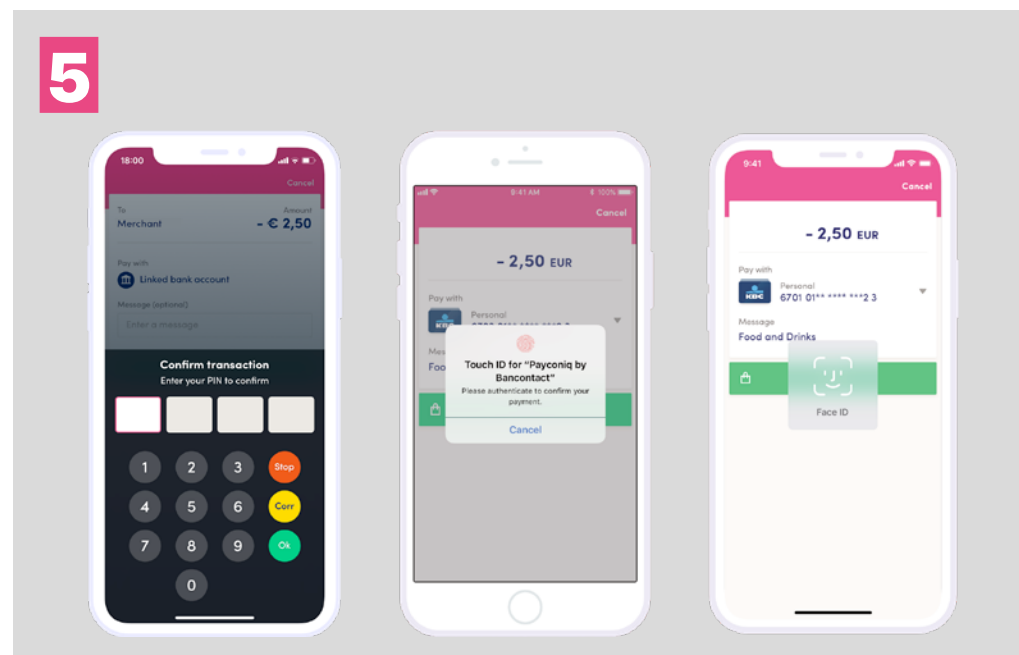 5
18:00
Cancel
To Amount
Merchant - € 2,50
Pay with
Linked bank account
Message (optional)
Enter a message
Confirm transaction
Enter your PIN to confirm
1 2 3 Stop
4 5 6 Corr
7 8 9 Ok
0
9:41 AM 100%
Cancel
- 2,50 EUR
Pay with
KBC Personal
Touch ID for “Payconiq by
Bancontact“
Please authenticate to confirm your
payment.
Cancel
9:41
Cancel
- 2,50 EUR
Pay with
Personal
KBC 6701 01** **** ***2 3
Message
Food and Drinks
Face ID